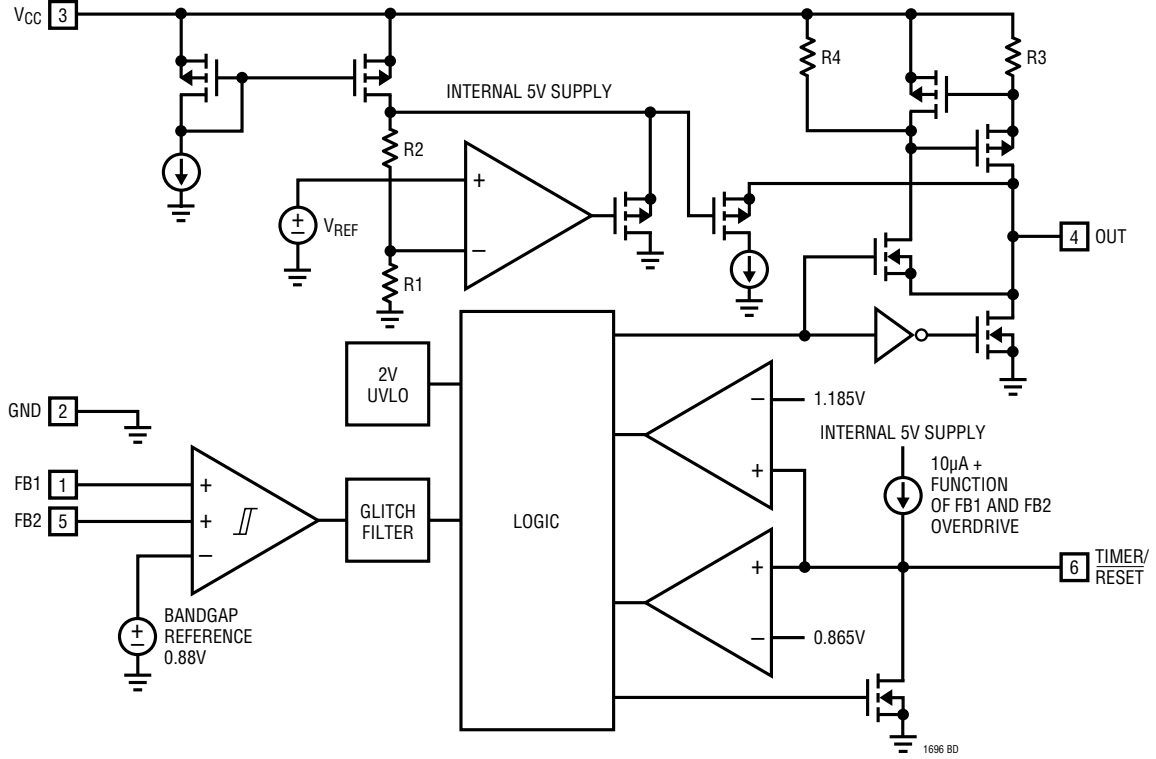 VCC 3
R4
R3
INTERNAL 5V SUPPLY
R2
+
+
−
VREF
−
R1
4 OUT
2V
UVLO
−
1.185V
GND 2
INTERNAL 5V SUPPLY
+
10µA +
FUNCTION
OF FB1 AND FB2
OVERDRIVE
FB1 1
+
GLITCH
FILTER
LOGIC
FB2 5
+
−
+
6
TIMER/
RESET
BANDGAP
REFERENCE
0.88V
+
−
−
0.865V
1696 BD